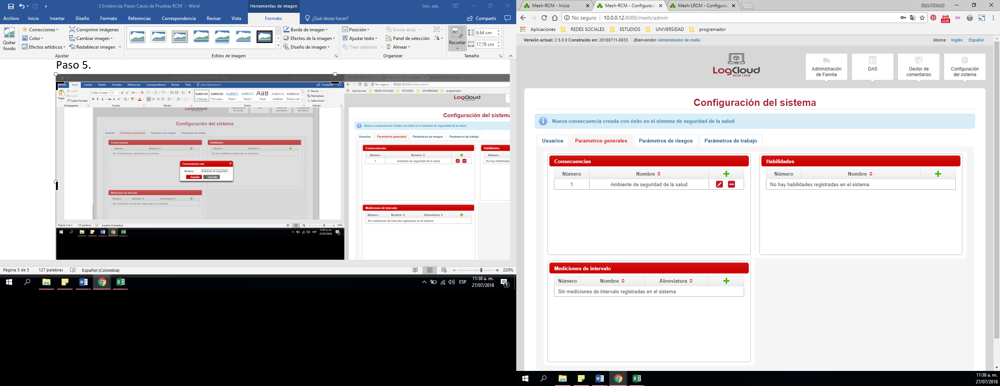 3 Evidencias Pasos Casos de Pruebas RCM - Word
Herramientas de imagen
Inic. ses.
Archivo Inicio Insertar Diseño Formato Referencias Correspondencia Revisar Vista Formato ¿Qué desea hacer? Compartir
Quitar fondo
Correcciones
Color
Efectos artísticos
Comprimir imágenes
Cambiar imagen
Restablecer imagen
Ajustar
Estilos de imagen
Borde de imagen
Efectos de la imagen
Diseño de imagen
Posición
Ajustar texto
Traer adelante
Enviar atrás
Panel de selección
Alinear
Organizar
Recortar
6,64 cm
17,78 cm
Tamaño
Paso 5.
Archivo Inicio Insertar Diseño Formato Referencias Correspondencia Revisar Vista ¿Qué desea hacer? Compartir
Pegar
Cortar
Copiar
Copiar formato
Portapapeles
Calibri (Cuerpo 11
Fuente
Párrafo
¶ Normal ¶ Sin espa... Título 1 Título 2 Título Subtítulo Énfasis sutil
Estilos
Buscar
Reemplazar
Seleccionar
Edición
LogCloud
Administración de Familia
comentarios
Configuración del sistema
Configuración del sistema
Usuarios Parametros generales Parámetros de riesgos Parámetros de trabajo
Consecuencias
Número Nombre
Sin consecuencias registradas en el sistema
Habilidades
Número Nombre
No hay habilidades registradas en el sistema
Consecuencia crear
Nombre: * Ambiente de seguridad
Guardar Cancelar
Mediciones de intervalo
Número Nombre Abreviatura
Sin mediciones de intervalo registradas en el sistema
Página 5 de 5 125 palabras Español (Colombia) 190%
ESP 11:37 a. m.
27/07/2018
No seguro 10.0.0.12:8088/mesh/admin
Aplicaciones REDES SOCIALES ESTUDIOS UNIVERSIDAD programador
LogCloud
MESH LRCM
Configuración del sistema
Nueva consecuencia creada con éxito en el sistema de seguridad de la salud
Usuarios Parametros generales Parámetros de riesgos Parámetros de trabajo
Consecuencias
Número Nombre
1 Ambiente de seguridad de la salud
Habilidades
Número
No hay habilidades
Mediciones de intervalo
Número Nombre Abreviatura
Sin mediciones de intervalo registradas en el sistema
Página 5 de 5 127 palabras Español (Colombia) 220%
ESP 11:38 a. m.
27/07/2018
1
Mesh-RCM - Inicio
Mesh-RCM - Configuraci
Mesh-LRCM - Configurac
Jose Manuel
No seguro 10.0.0.12:8088/mesh/admin
5226
Aplicaciones REDES SOCIALES ESTUDIOS UNIVERSIDAD programador
Versión actual: 2.5.0.0 Construido en: 20180711-0833 ¡Bienvenido! Administrador de malla
Idioma: Inglés Español
LogCloud
MESH LRCM
Administración de Familia
DAS
Gestor de comentarios
Configuración del sistema
Configuración del sistema
Nueva consecuencia creada con éxito en el sistema de seguridad de la salud
Usuarios Parametros generales Parámetros de riesgos Parámetros de trabajo
Consecuencias
Número Nombre
1 Ambiente de seguridad de la salud
Habilidades
Número Nombre
No hay habilidades registradas en el sistema
Mediciones de intervalo
Número Nombre Abreviatura
Sin mediciones de intervalo registradas en el sistema
11:38 a. m.
27/07/2018